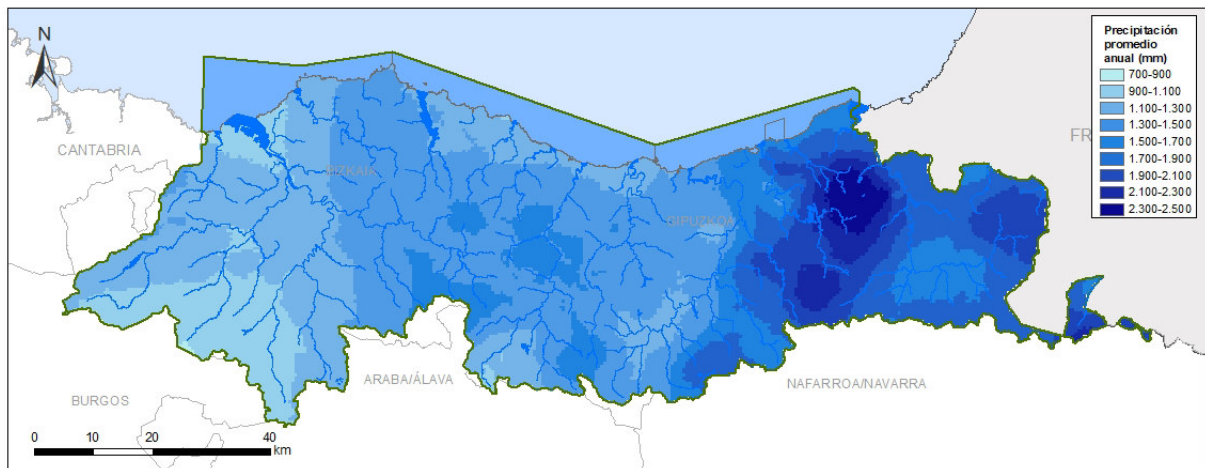 N
Precipitación
promedio
anual (mm)
700-900
900-1.100
1.100-1.300
1.300-1.500
1.500-1.700
1.700-1.900
1.900-2.100
2.100-2.300
2.300-2.500
FR
CANTABRIA
BIZKAIA
GIPUZKOA
ARABA/ÁLAVA
NAFARROA/NAVARRA
BURGOS
0 10 20 40
km